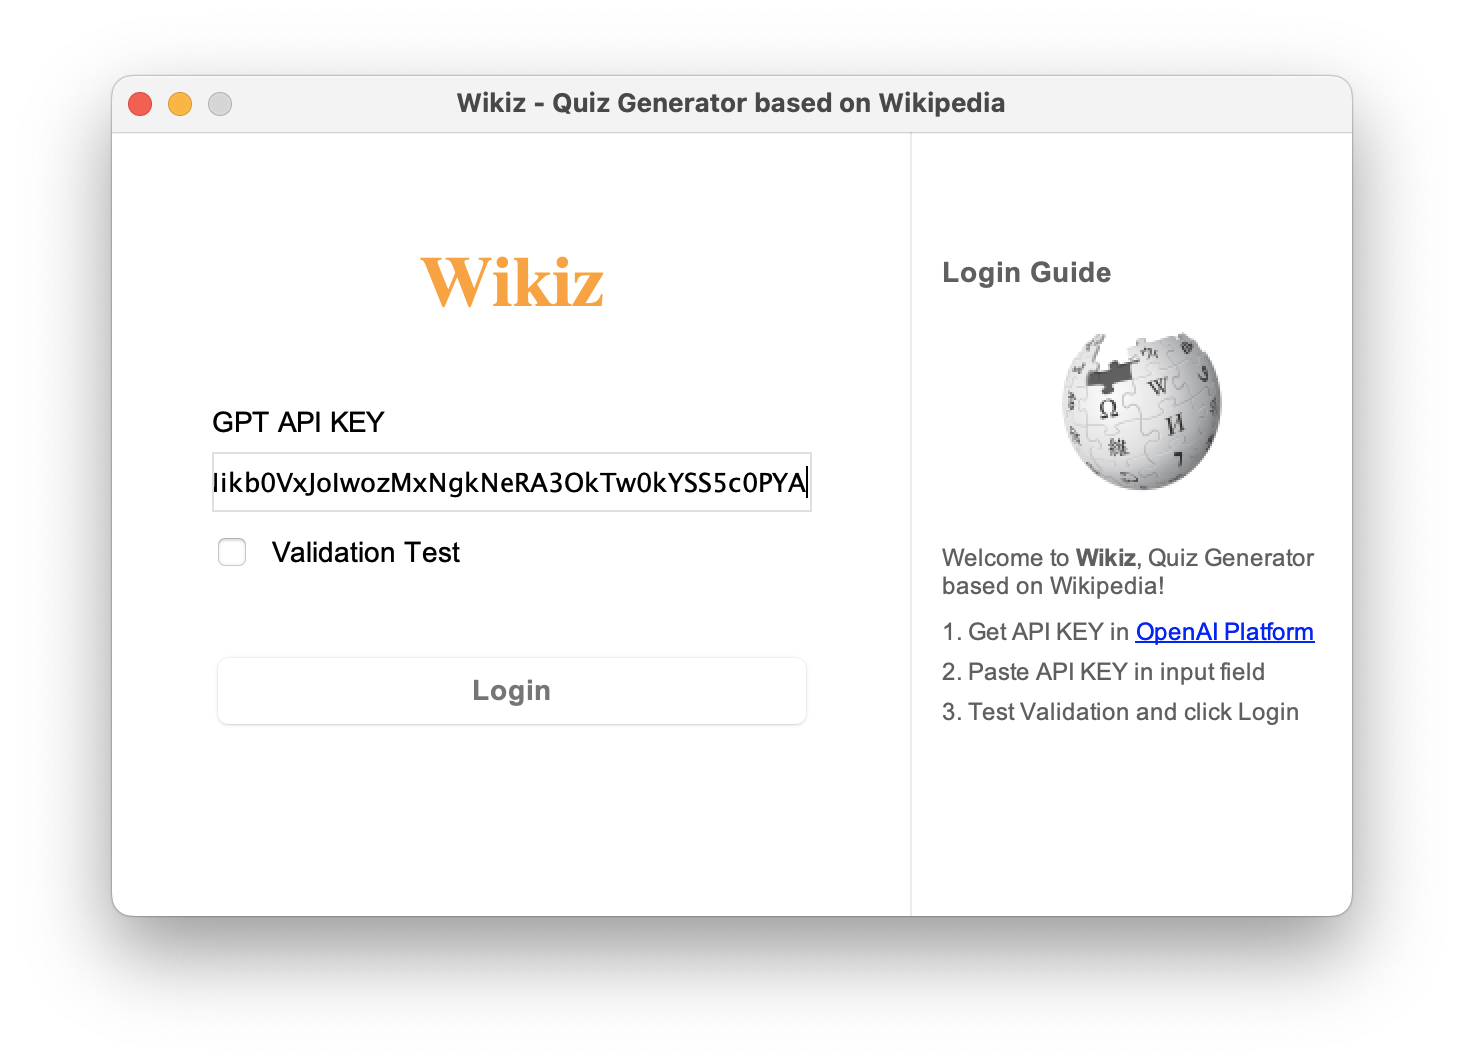 Wikiz - Quiz Generator based on Wikipedia
Wikiz
GPT API KEY
Validation Test
Login
Login Guide
Ω W И 維
Welcome to Wikiz, Quiz Generator
based on Wikipedia!
1. Get API KEY in OpenAI Platform
2. Paste API KEY in input field
3. Test Validation and click Login